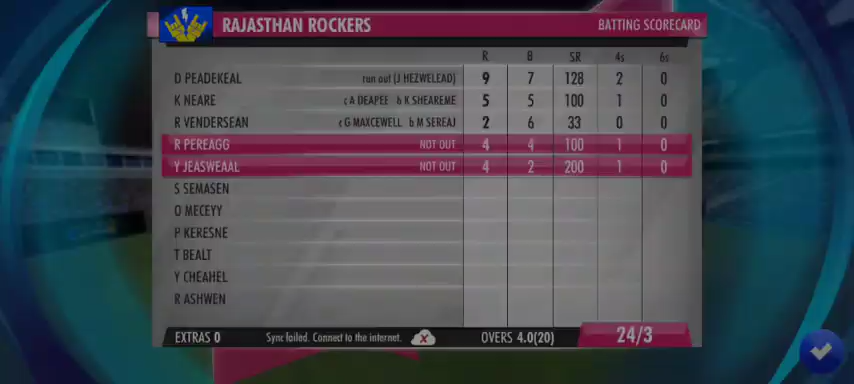 RAJASTHAN ROCKERS BATTING SCORECARD
R B SR 4s 6s
D PEADEKEAL run out (J HEZWELEAD) 9 7 128 2 0
K NEARE c A DEAPEE b K SHEAREME 5 5 100 1 0
R VENDERSEAN c G MAXCEWELL b M SEREAJ 2 6 33 0 0
R PEREAGG NOT OUT 4 4 100 1 0
Y JEASWEAAL NOT OUT 4 2 200 1 0
S SEMASEN
O MECEYY
P KERESNE
T BEALT
Y CHEAHEL
R ASHWEN
EXTRAS 0 Sync failed. Connect to the internet. OVERS 4.0(20) 24/3